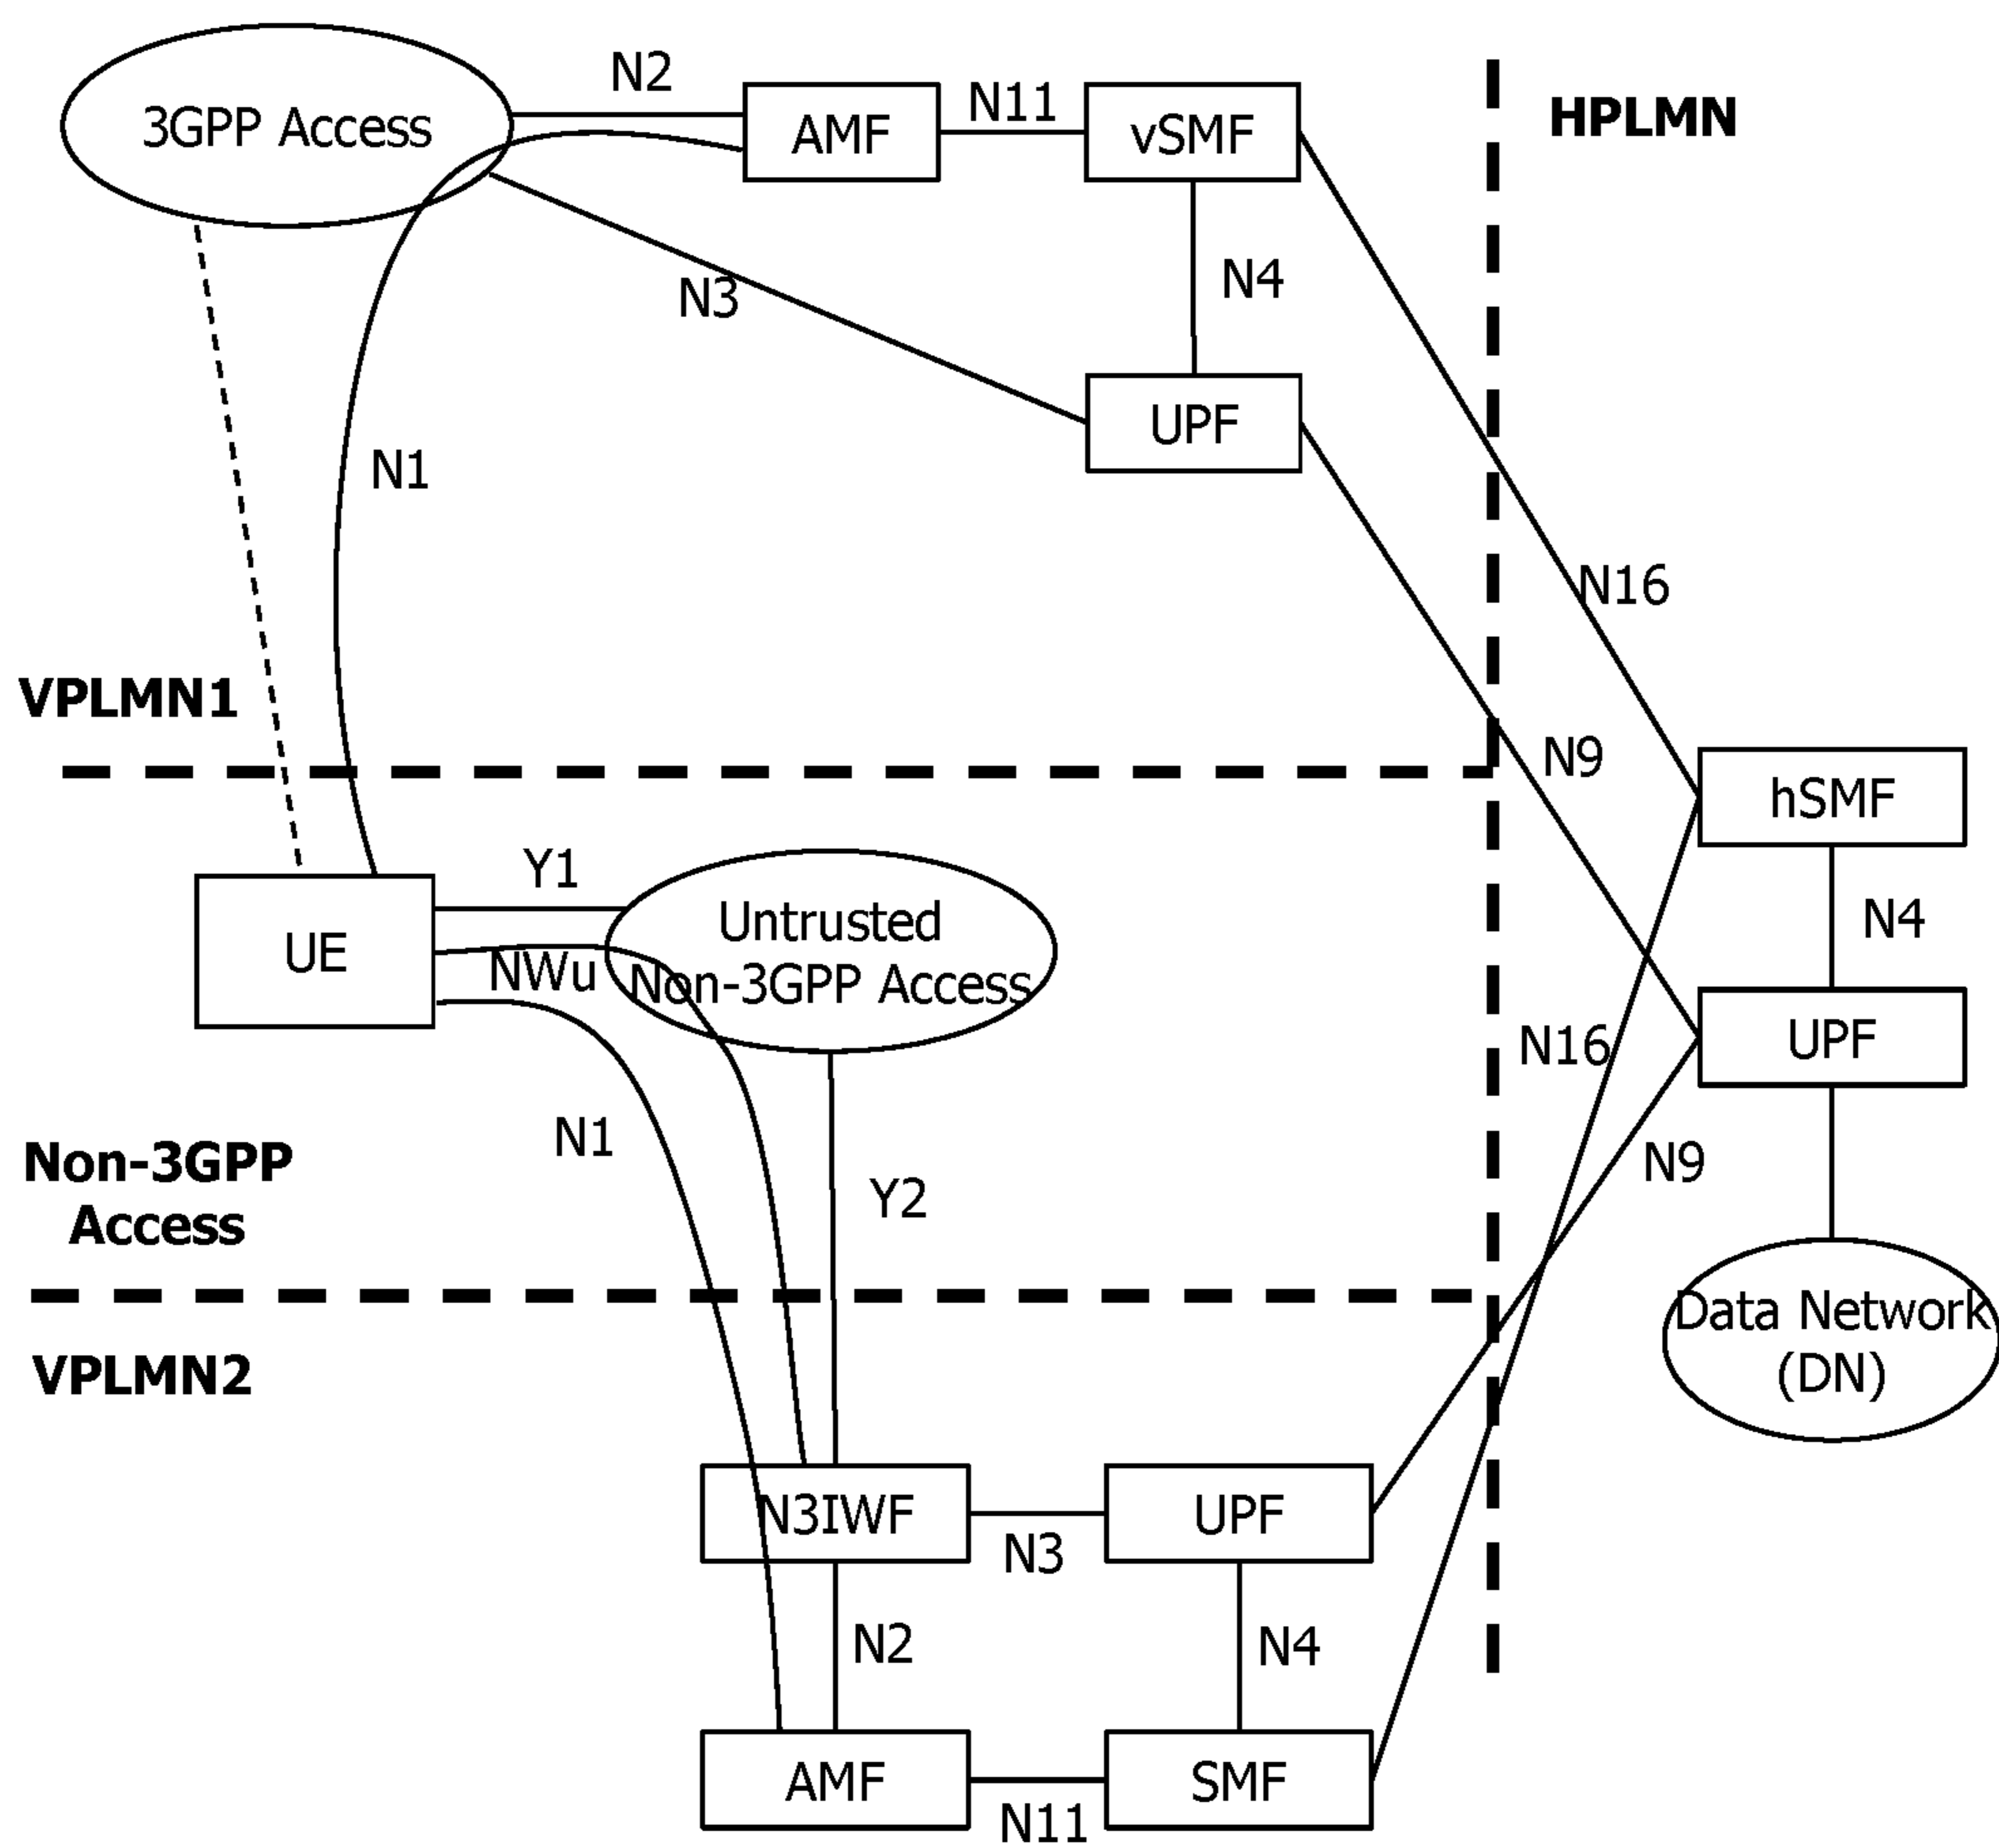 N2
3GPP Access
AMF
N11
vSMF
HPLMN
N3
N4
UPF
N1
N16
VPLMN1
N9
hSMF
Y1
UE
NWu
Untrusted
Non-3GPP Access
N4
N16
UPF
N1
Non-3GPP
Access
Y2
N9
Data Network
(DN)
VPLMN2
N3IWF
N3
UPF
N2
N4
AMF
N11
SMF